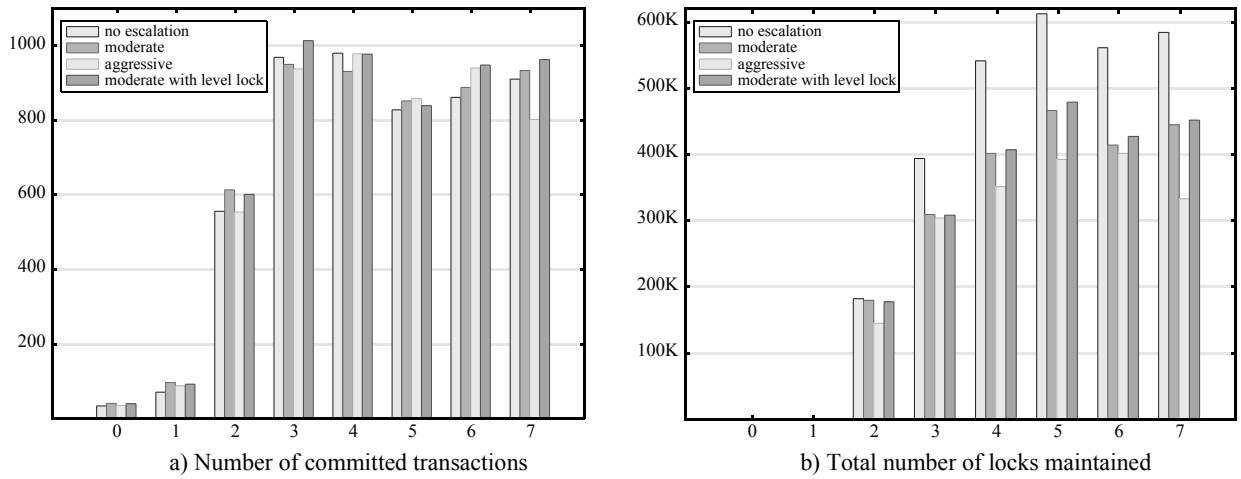 no escalation
moderate
aggressive
moderate with level lock
1000
800
600
400
200
0 1 2 3 4 5 6 7
a) Number of committed transactions
no escalation
moderate
aggressive
moderate with level lock
600K
500K
400K
300K
200K
100K
0 1 2 3 4 5 6 7
b) Total number of locks maintained